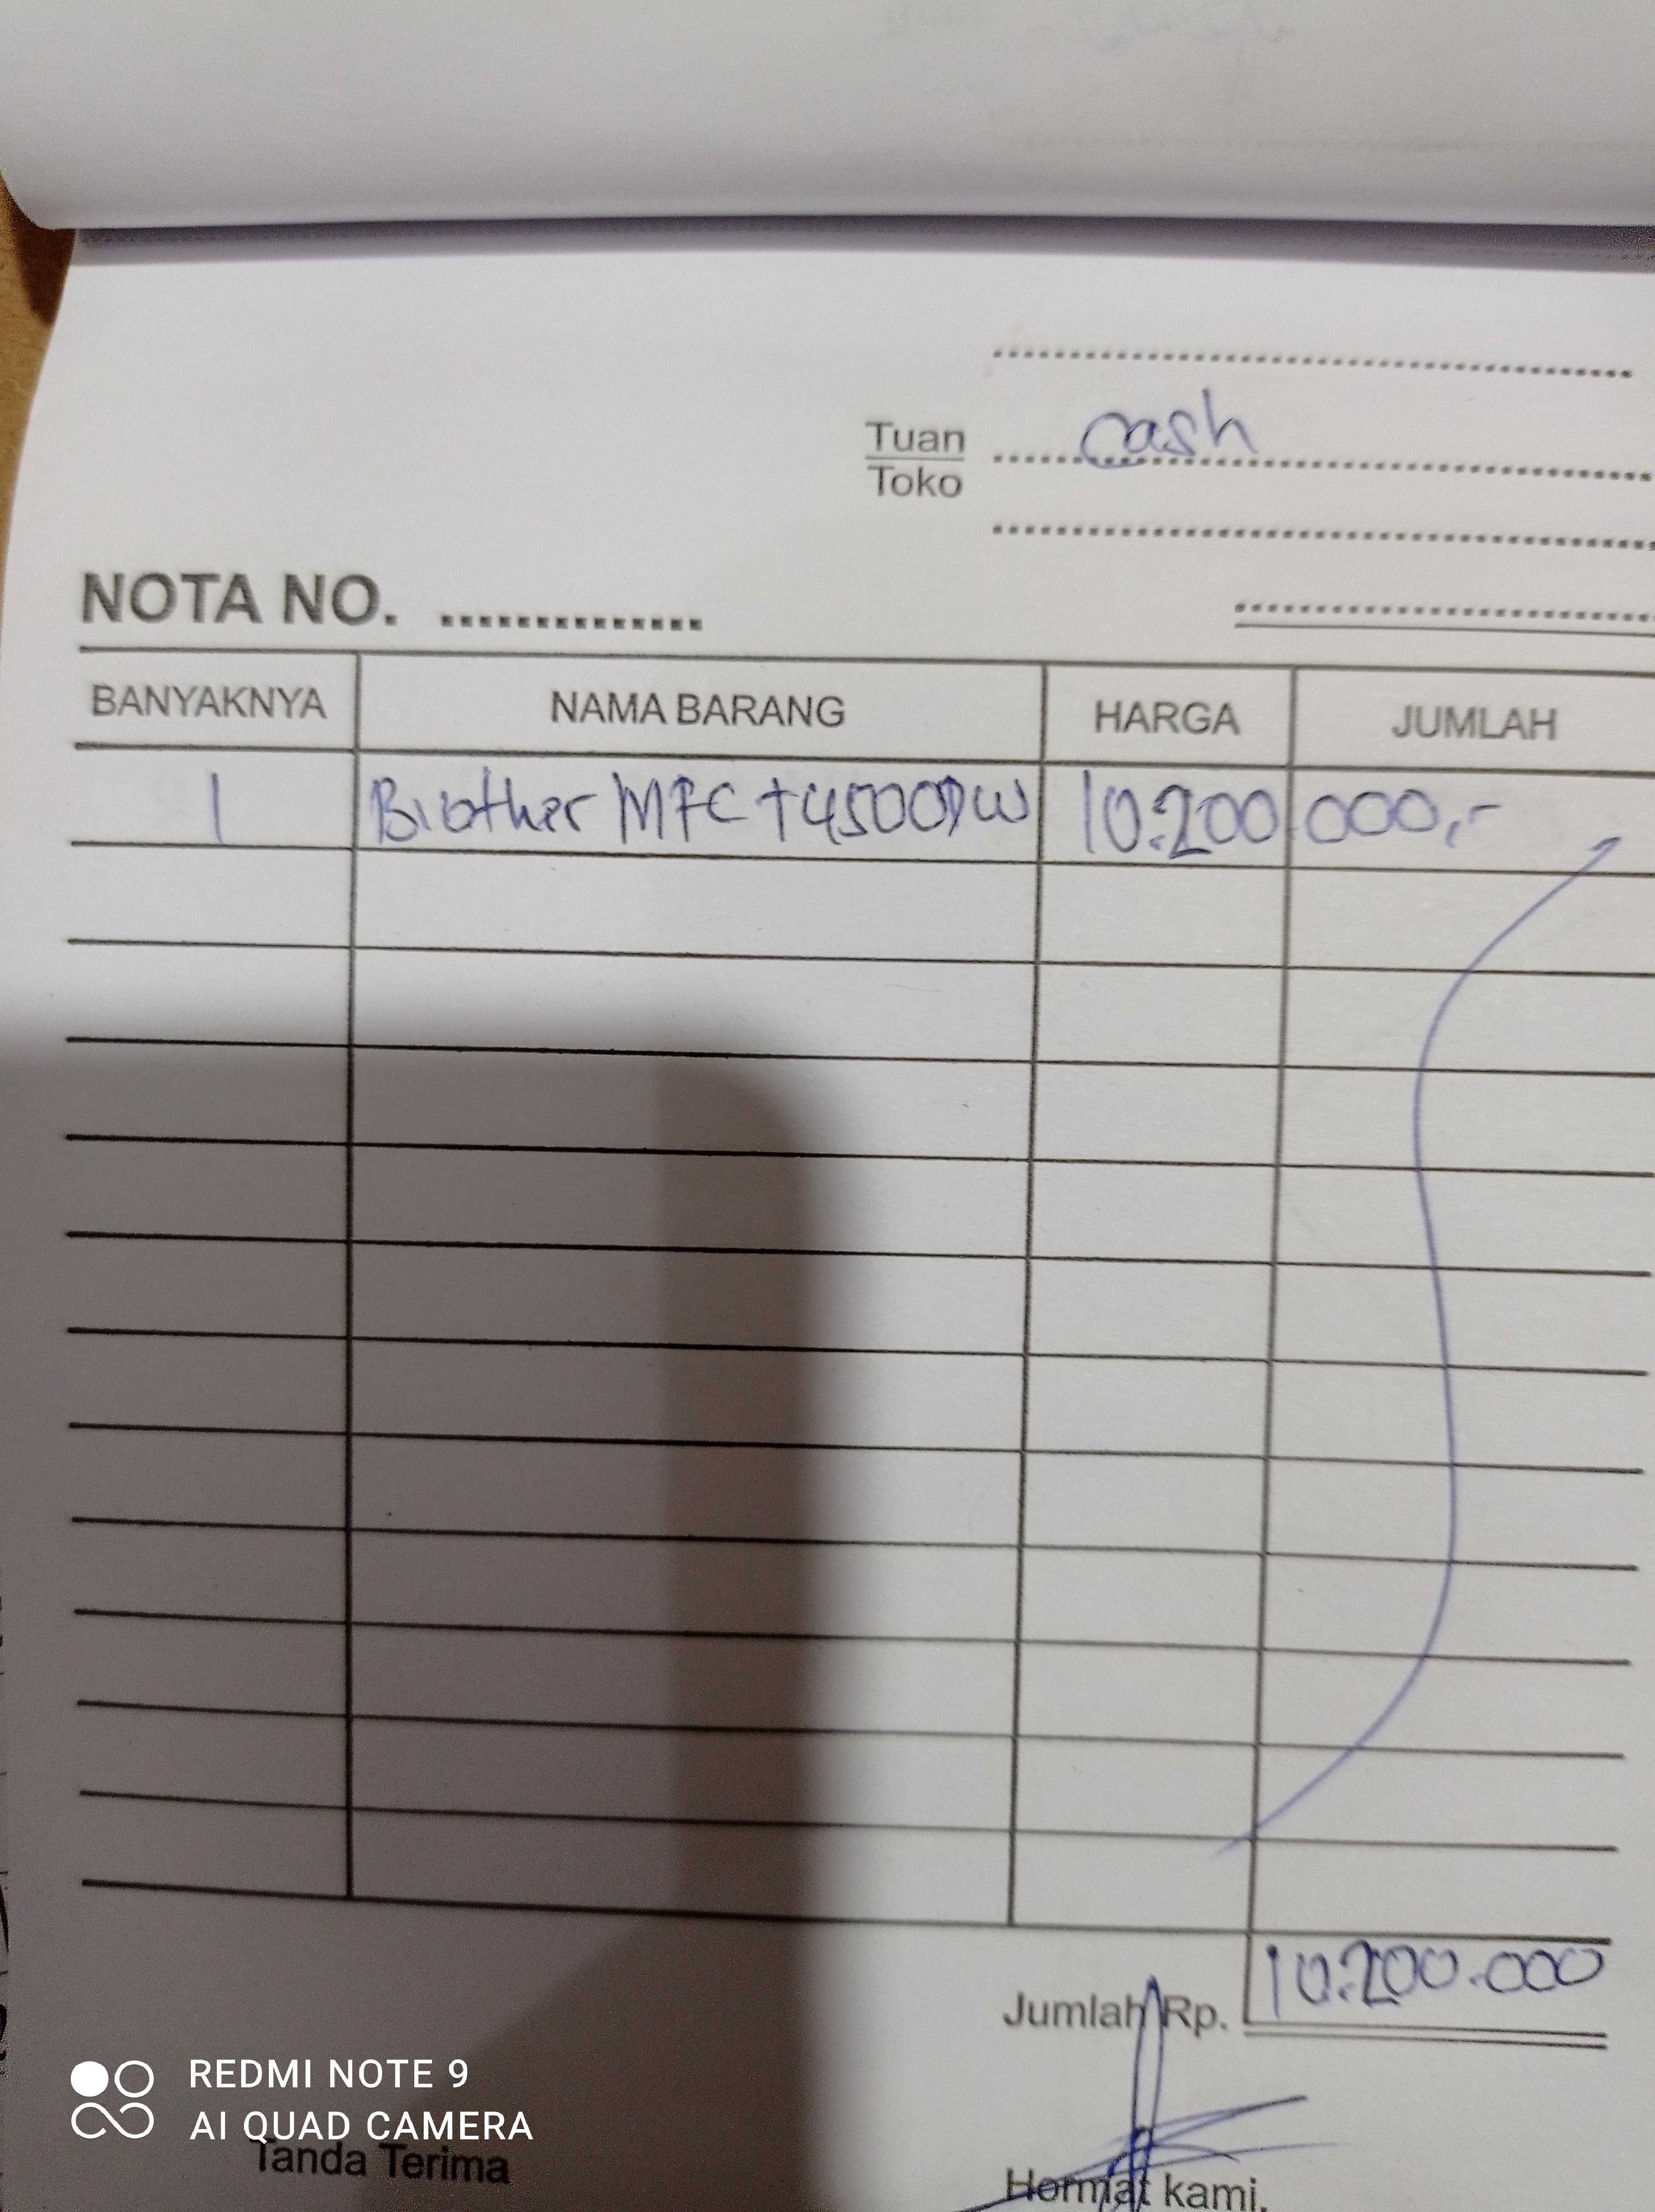 Tuan cash
Toko
NOTA NO. ..............
BANYAKNYA NAMA BARANG HARGA JUMLAH
1 Brother MFC T4500DW 10.200.000,-
Jumlah Rp. 10.200.000
REDMI NOTE 9
AI QUAD CAMERA
Tanda Terima Hormat kami,